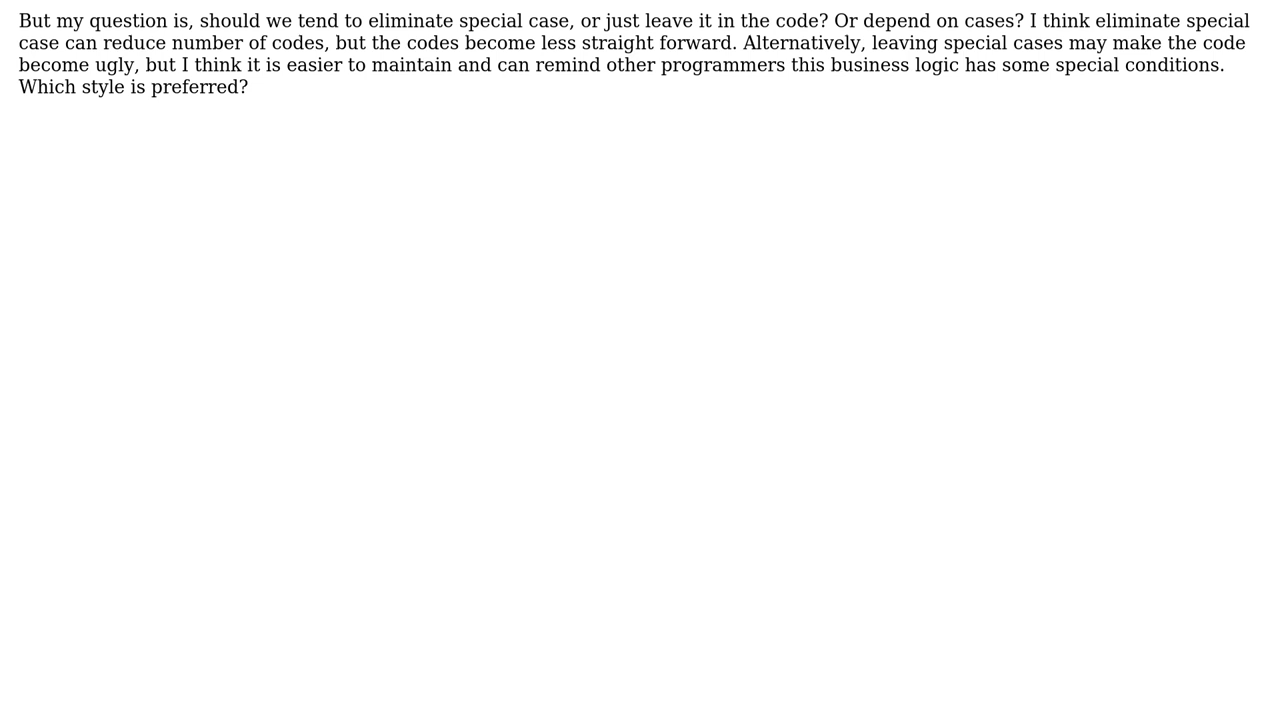 But my question is, should we tend to eliminate special case, or just leave it in the code? Or depend on cases? I think eliminate special
case can reduce number of codes, but the codes become less straight forward. Alternatively, leaving special cases may make the code
become ugly, but I think it is easier to maintain and can remind other programmers this business logic has some special conditions.
Which style is preferred?